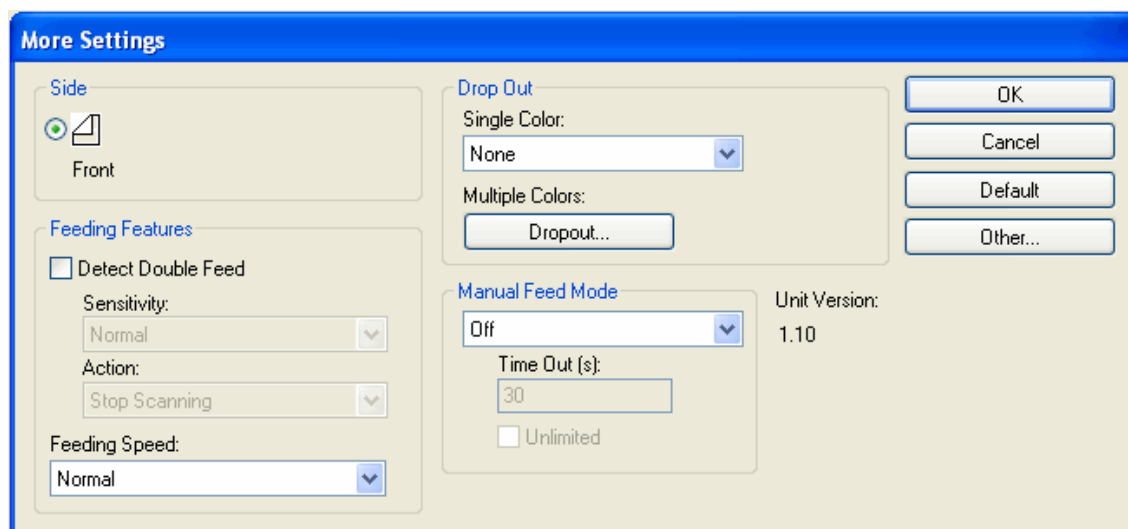 More Settings
Side
Front
Feeding Features
Detect Double Feed
Sensitivity:
Normal
Action:
Stop Scanning
Feeding Speed:
Normal
Drop Out
Single Color:
None
Multiple Colors:
Dropout...
Manual Feed Mode
Off
Time Out (s):
30
Unlimited
OK
Cancel
Default
Other...
Unit Version:
1.10